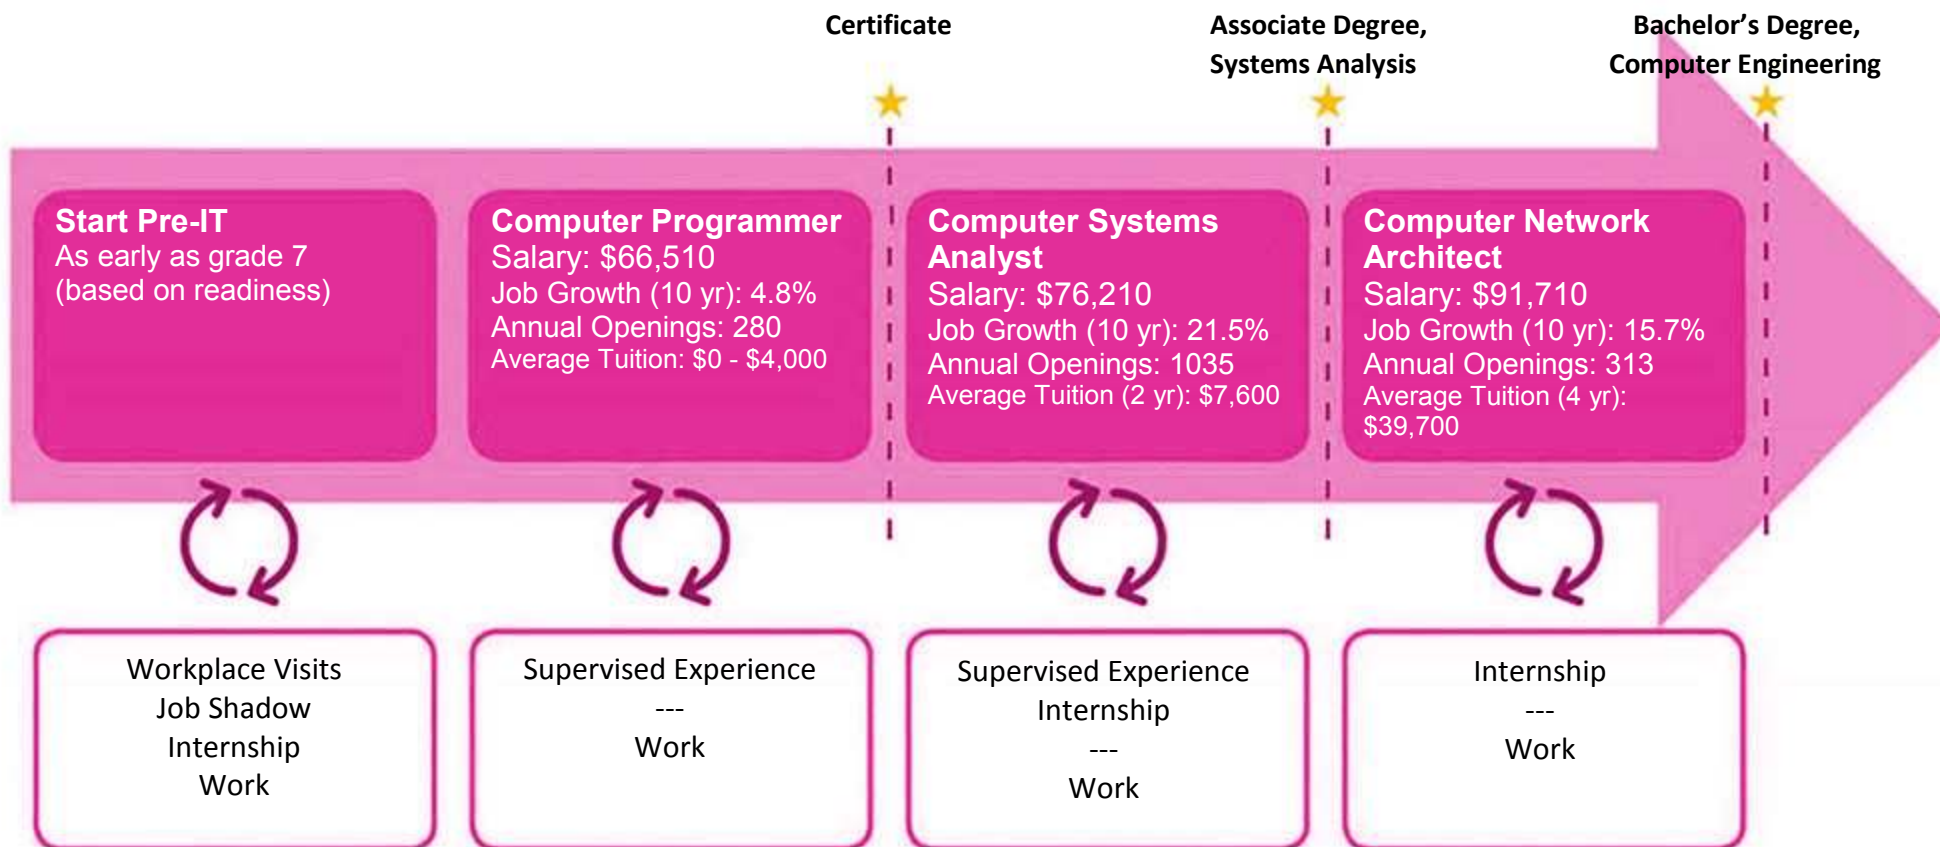 Certificate
Associate Degree,
Systems Analysis
Bachelor’s Degree,
Computer Engineering
Start Pre-IT
As early as grade 7
(based on readiness)
Computer Programmer
Salary: $66,510
Job Growth (10 yr): 4.8%
Annual Openings: 280
Average Tuition: $0 - $4,000
Computer Systems
Analyst
Salary: $76,210
Job Growth (10 yr): 21.5%
Annual Openings: 1035
Average Tuition (2 yr): $7,600
Computer Network
Architect
Salary: $91,710
Job Growth (10 yr): 15.7%
Annual Openings: 313
Average Tuition (4 yr):
$39,700
Workplace Visits
Job Shadow
Internship
Work
Supervised Experience
---
Work
Supervised Experience
Internship
---
Work
Internship
---
Work